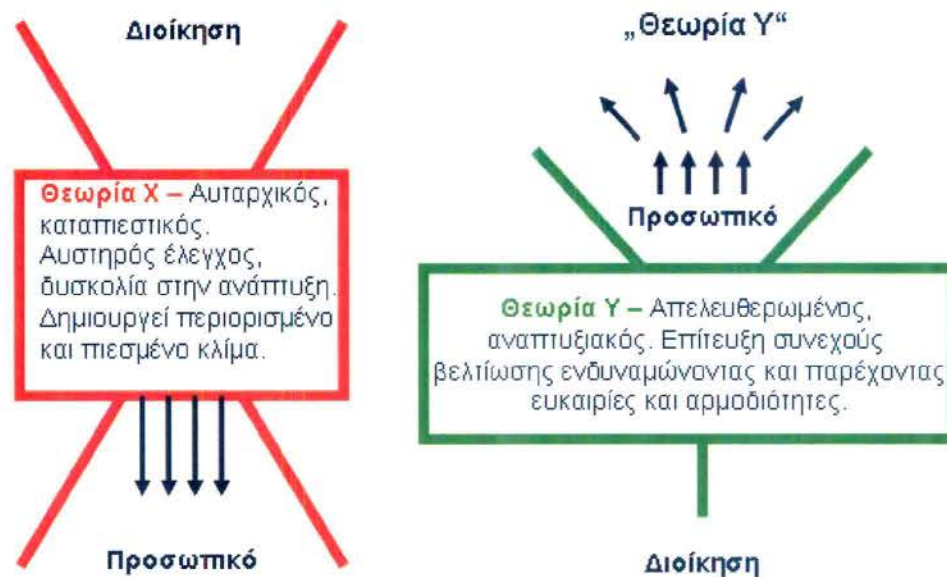 Διοίκηση
Θεωρία Χ – Αυταρχικός,
καταπιεστικός.
Αυστηρός έλεγχος,
δυσκολία στην ανάπτυξη.
Δημιουργεί περιορισμένο
και πιεσμένο κλίμα.
Προσωπικό
„Θεωρία Υ“
Προσωπικό
Θεωρία Υ – Απελευθερωμένος,
αναπτυξιακός. Επίτευξη συνεχούς
βελτίωσης ενδυναμώνοντας και παρέχοντας
ευκαιρίες και αρμοδιότητες.
Διοίκηση